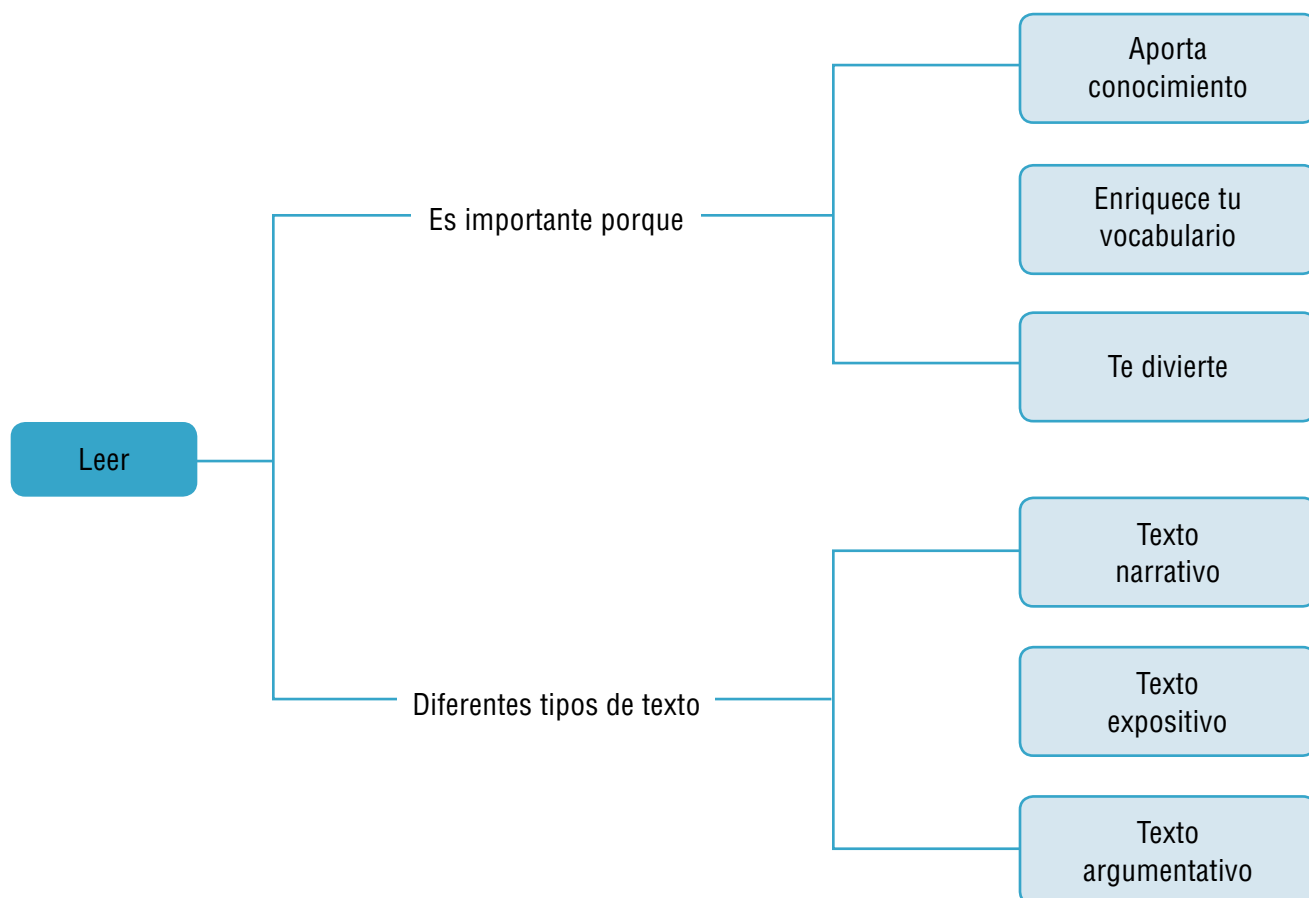 Leer
Es importante porque
Aporta
conocimiento
Enriquece tu
vocabulario
Te divierte
Diferentes tipos de texto
Texto
narrativo
Texto
expositivo
Texto
argumentativo